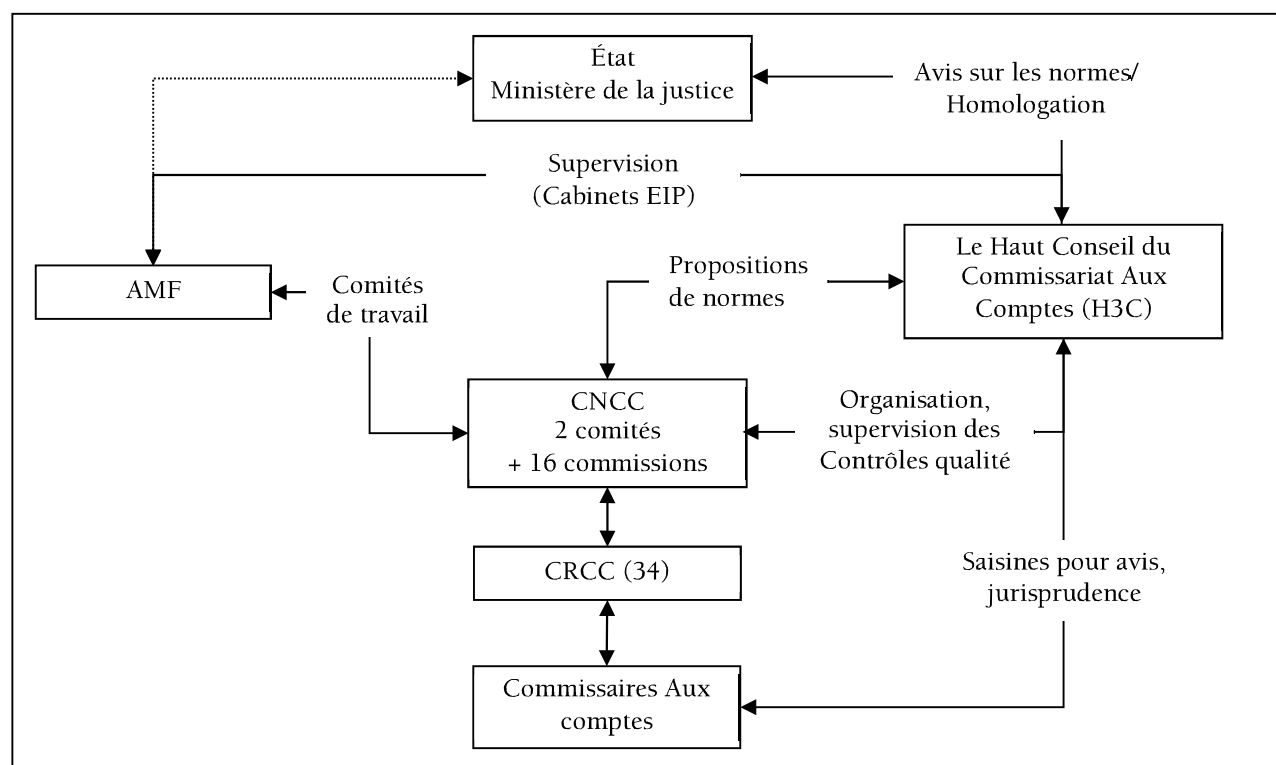 État
Ministère de la justice
Avis sur les normes/
Homologation
Supervision
(Cabinets EIP)
Le Haut Conseil du
Commissariat Aux
Comptes (H3C)
AMF
Comités
de travail
Propositions
de normes
CNCC
2 comités
+ 16 commissions
Organisation,
supervision des
Contrôles qualité
CRCC (34)
Saisines pour avis,
jurisprudence
Commissaires Aux
comptes